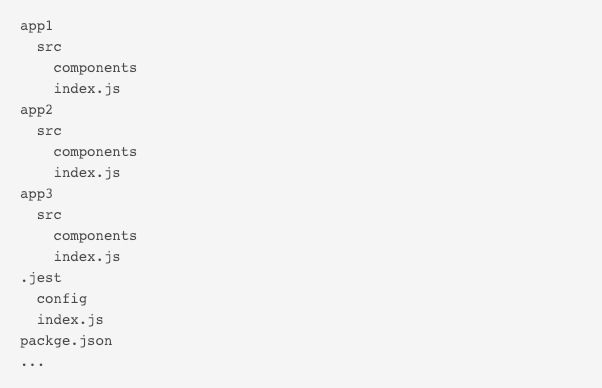 app1
  src
    components
    index.js
app2
  src
    components
    index.js
app3
  src
    components
    index.js
.jest
  config
  index.js
packge.json
...